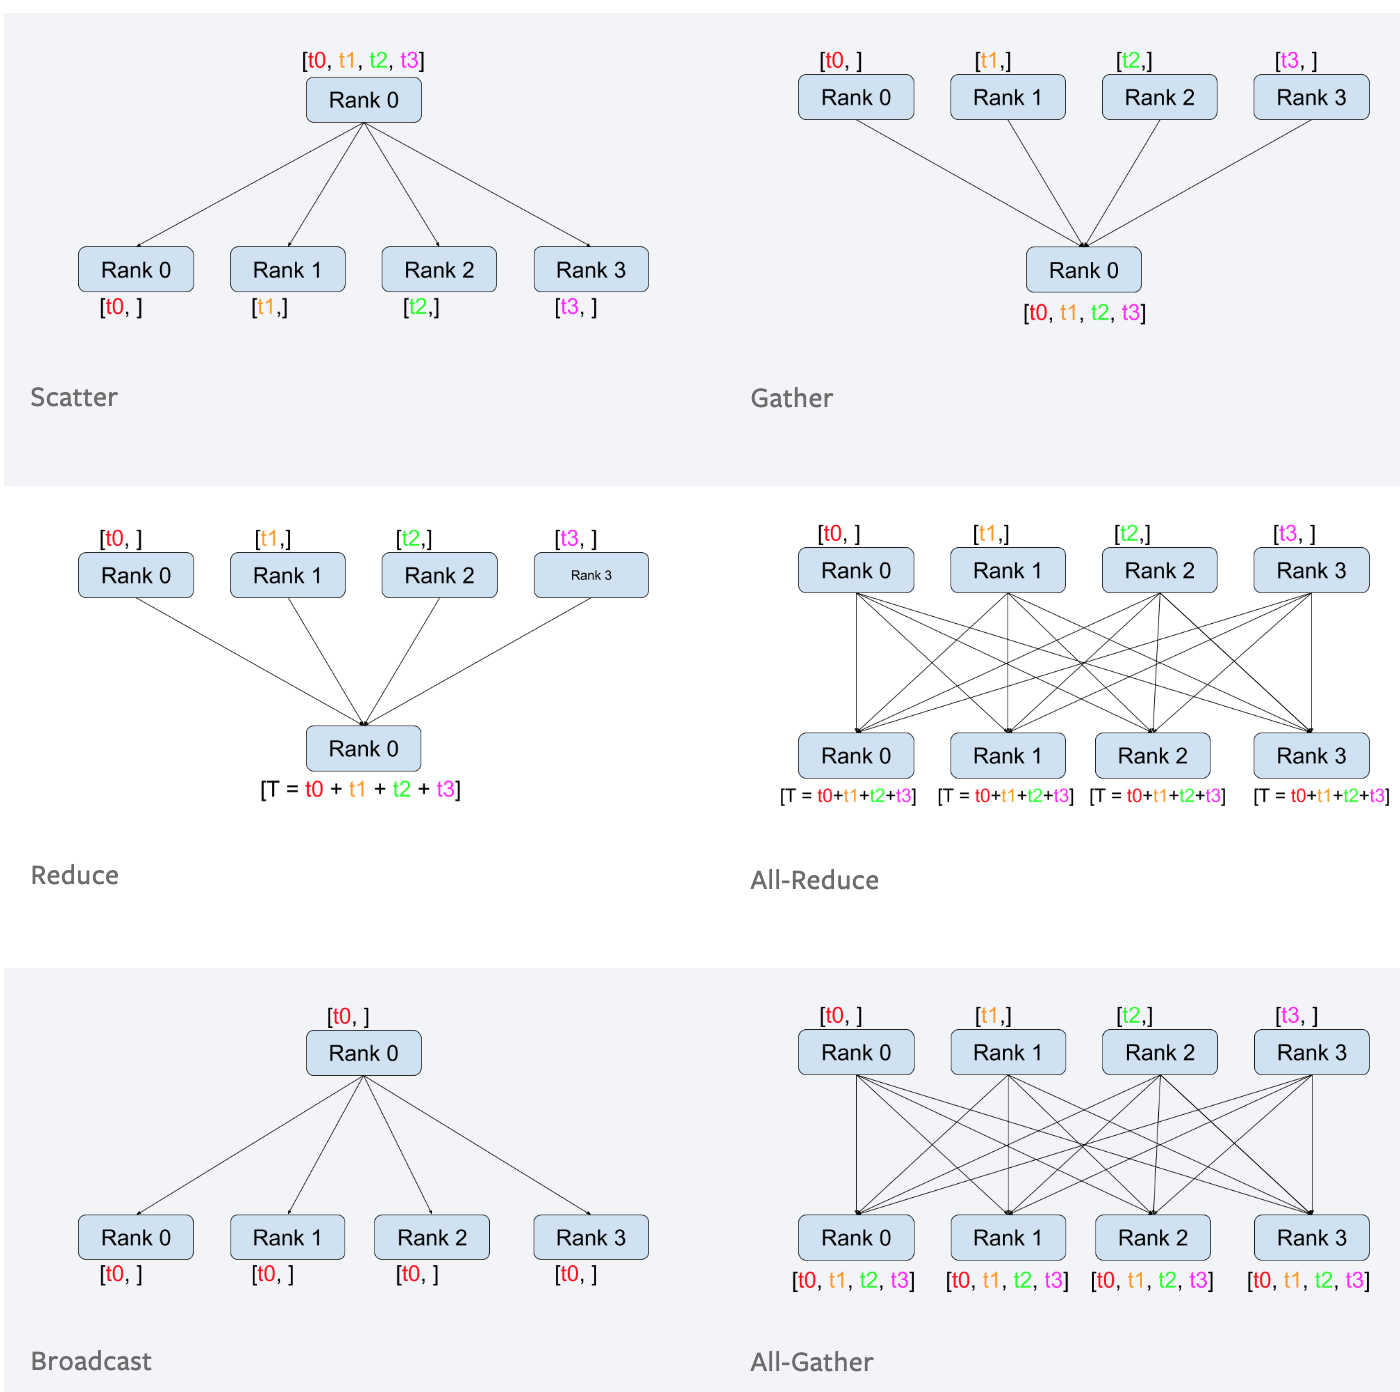 [t0, t1, t2, t3]
Rank 0
Rank 0 Rank 1 Rank 2 Rank 3
[t0, ] [t1,] [t2,] [t3, ]
Scatter
[t0, ] [t1,] [t2,] [t3, ]
Rank 0 Rank 1 Rank 2 Rank 3
Rank 0
[t0, t1, t2, t3]
Gather
[t0, ] [t1,] [t2,] [t3, ]
Rank 0 Rank 1 Rank 2 Rank 3
Rank 0
[T = t0 + t1 + t2 + t3]
Reduce
[t0, ] [t1,] [t2,] [t3, ]
Rank 0 Rank 1 Rank 2 Rank 3
Rank 0 Rank 1 Rank 2 Rank 3
[T = t0+t1+t2+t3] [T = t0+t1+t2+t3] [T = t0+t1+t2+t3] [T = t0+t1+t2+t3]
All-Reduce
[t0, ]
Rank 0
Rank 0 Rank 1 Rank 2 Rank 3
[t0, ] [t0, ] [t0, ] [t0, ]
Broadcast
[t0, ] [t1,] [t2,] [t3, ]
Rank 0 Rank 1 Rank 2 Rank 3
Rank 0 Rank 1 Rank 2 Rank 3
[t0, t1, t2, t3] [t0, t1, t2, t3] [t0, t1, t2, t3] [t0, t1, t2, t3]
All-Gather